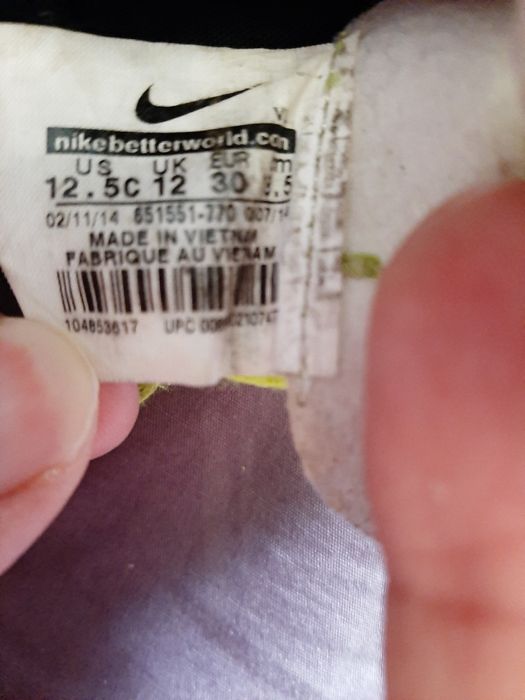 nikebetterworld.com
US UK EUR cm
12.5C 12 30
02/11/14 651551-770
MADE IN VIETNAM
FABRIQUE AU VIETNAM
104853617 UPC